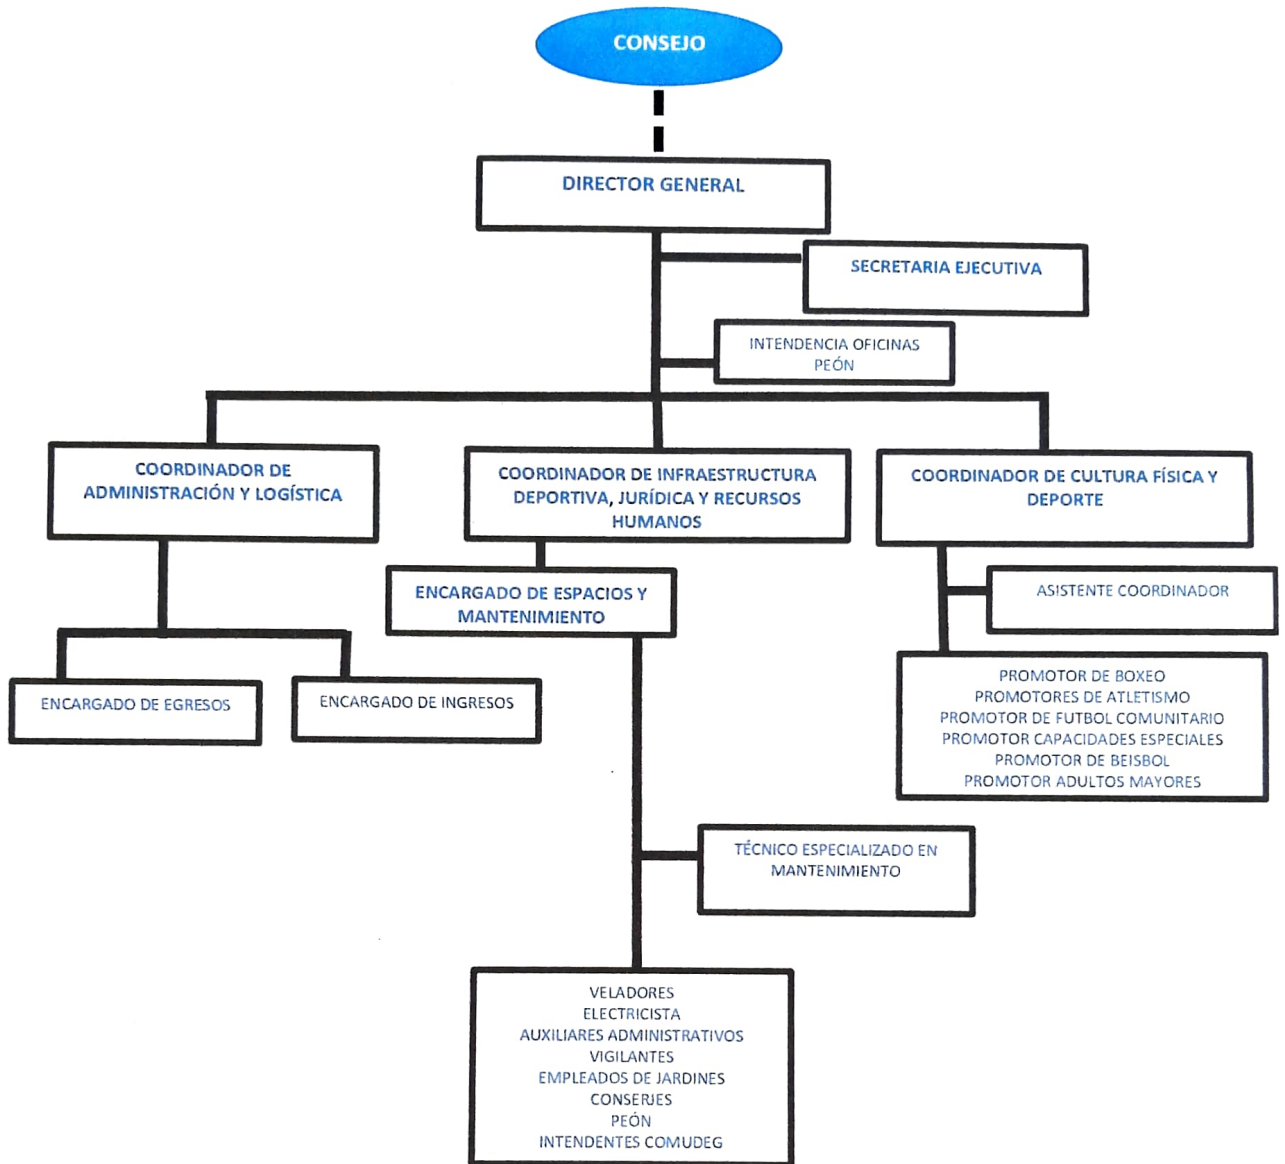 CONSEJO
DIRECTOR GENERAL
SECRETARIA EJECUTIVA
INTENDENCIA OFICINAS
PEÓN
COORDINADOR DE
ADMINISTRACIÓN Y LOGÍSTICA
COORDINADOR DE INFRAESTRUCTURA
DEPORTIVA, JURÍDICA Y RECURSOS
HUMANOS
COORDINADOR DE CULTURA FÍSICA Y
DEPORTE
ENCARGADO DE ESPACIOS Y
MANTENIMIENTO
ASISTENTE COORDINADOR
ENCARGADO DE EGRESOS
ENCARGADO DE INGRESOS
PROMOTOR DE BOXEO
PROMOTORES DE ATLETISMO
PROMOTOR DE FUTBOL COMUNITARIO
PROMOTOR CAPACIDADES ESPECIALES
PROMOTOR DE BEISBOL
PROMOTOR ADULTOS MAYORES
TÉCNICO ESPECIALIZADO EN
MANTENIMIENTO
VELADORES
ELECTRICISTA
AUXILIARES ADMINISTRATIVOS
VIGILANTES
EMPLEADOS DE JARDINES
CONSERJES
PEÓN
INTENDENTES COMUDEG